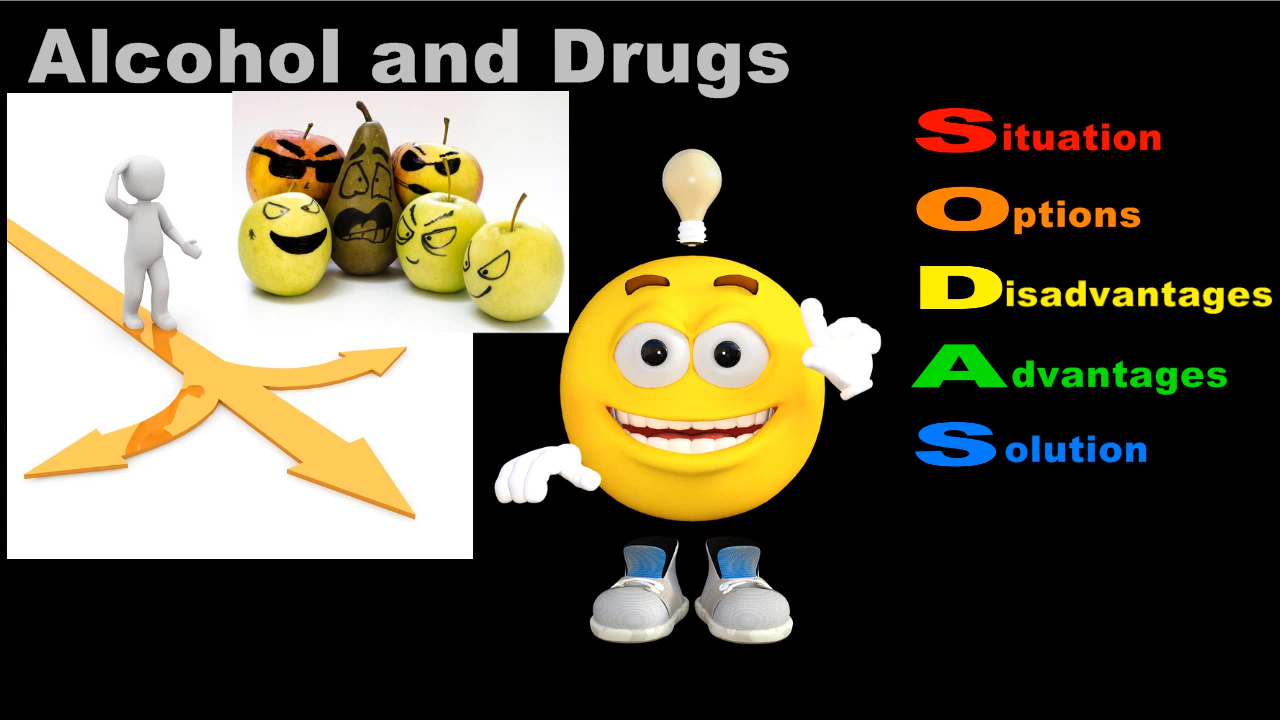 Alcohol and Drugs
Situation
Options
Disadvantages
Advantages
Solution